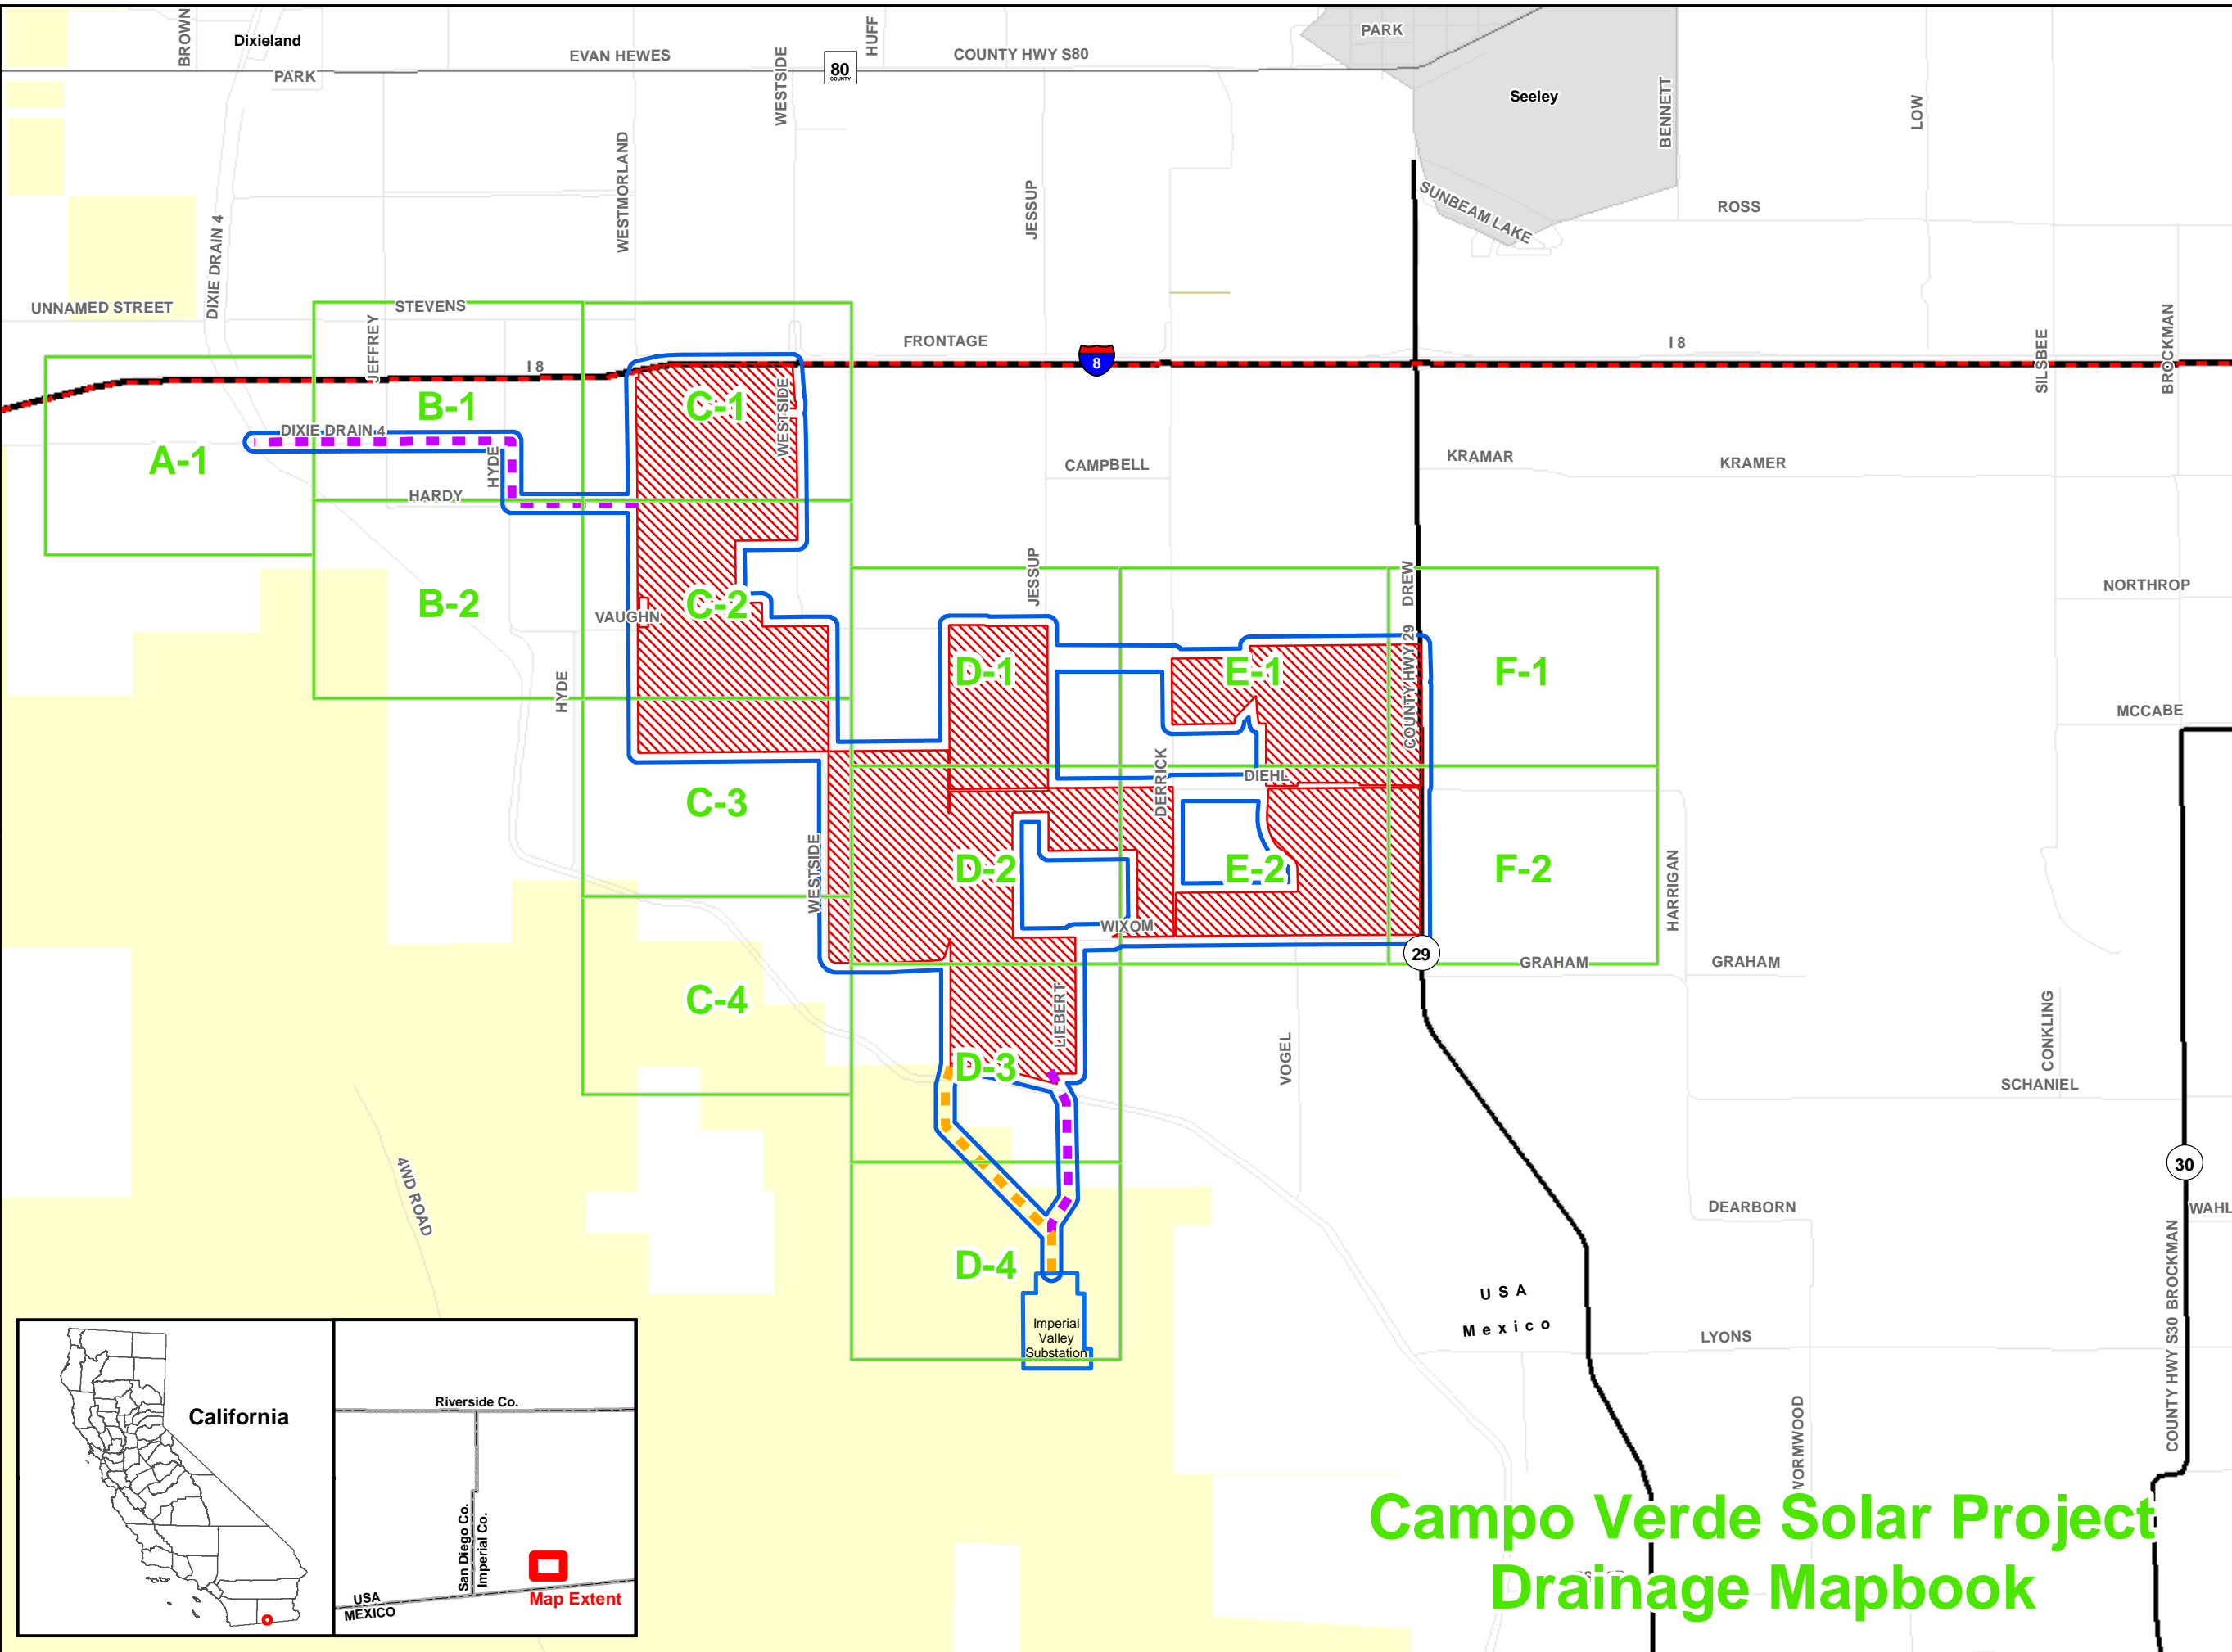 BROWN
Dixieland
PARK
EVAN HEWES
WESTSIDE
80
COUNTY
HUFF
COUNTY HWY S80
PARK
Seeley
BENNETT
LOW
WESTMORLAND
JESSUP
SUNBEAM LAKE
ROSS
DIXIE DRAIN 4
UNNAMED STREET
STEVENS
JEFFREY
I 8
FRONTAGE
8
I 8
SILSBEE
BROCKMAN
B-1
C-1
WESTSIDE
DIXIE DRAIN 4
A-1
HYDE
HARDY
CAMPBELL
KRAMAR
KRAMER
JESSUP
DREW
NORTHROP
B-2
VAUGHN
C-2
HYDE
D-1
E-1
COUNTY HWY 29
F-1
MCCABE
DERRICK
DIEHL
C-3
WESTSIDE
D-2
E-2
F-2
HARRIGAN
WIXOM
29
GRAHAM
GRAHAM
C-4
LIEBERT
VOGEL
CONKLING
D-3
SCHANIEL
4WD ROAD
30
DEARBORN
WAHL
D-4
USA
Mexico
Imperial
Valley
Substation
LYONS
COUNTY HWY S30 BROCKMAN
WORMWOOD
California
Riverside Co.
San Diego Co.
Imperial Co.
USA
MEXICO
Map Extent
Campo Verde Solar Project
Drainage Mapbook